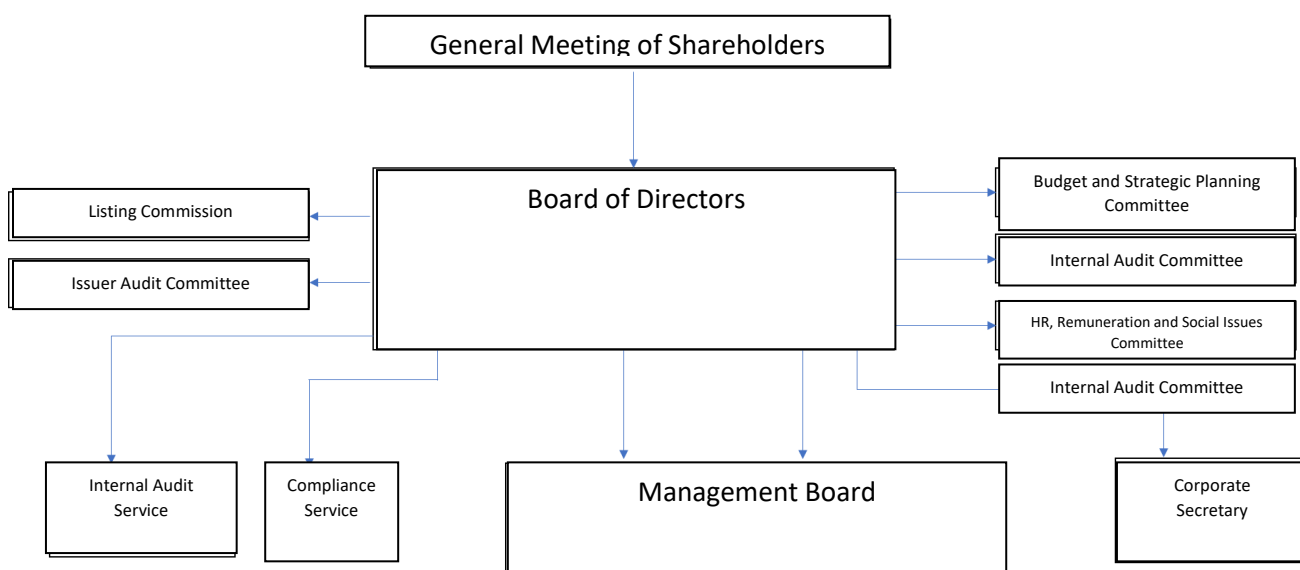 General Meeting of Shareholders
Board of Directors
Listing Commission
Issuer Audit Committee
Budget and Strategic Planning
Committee
Internal Audit Committee
HR, Remuneration and Social Issues
Committee
Internal Audit Committee
Internal Audit
Service
Compliance
Service
Management Board
Corporate
Secretary